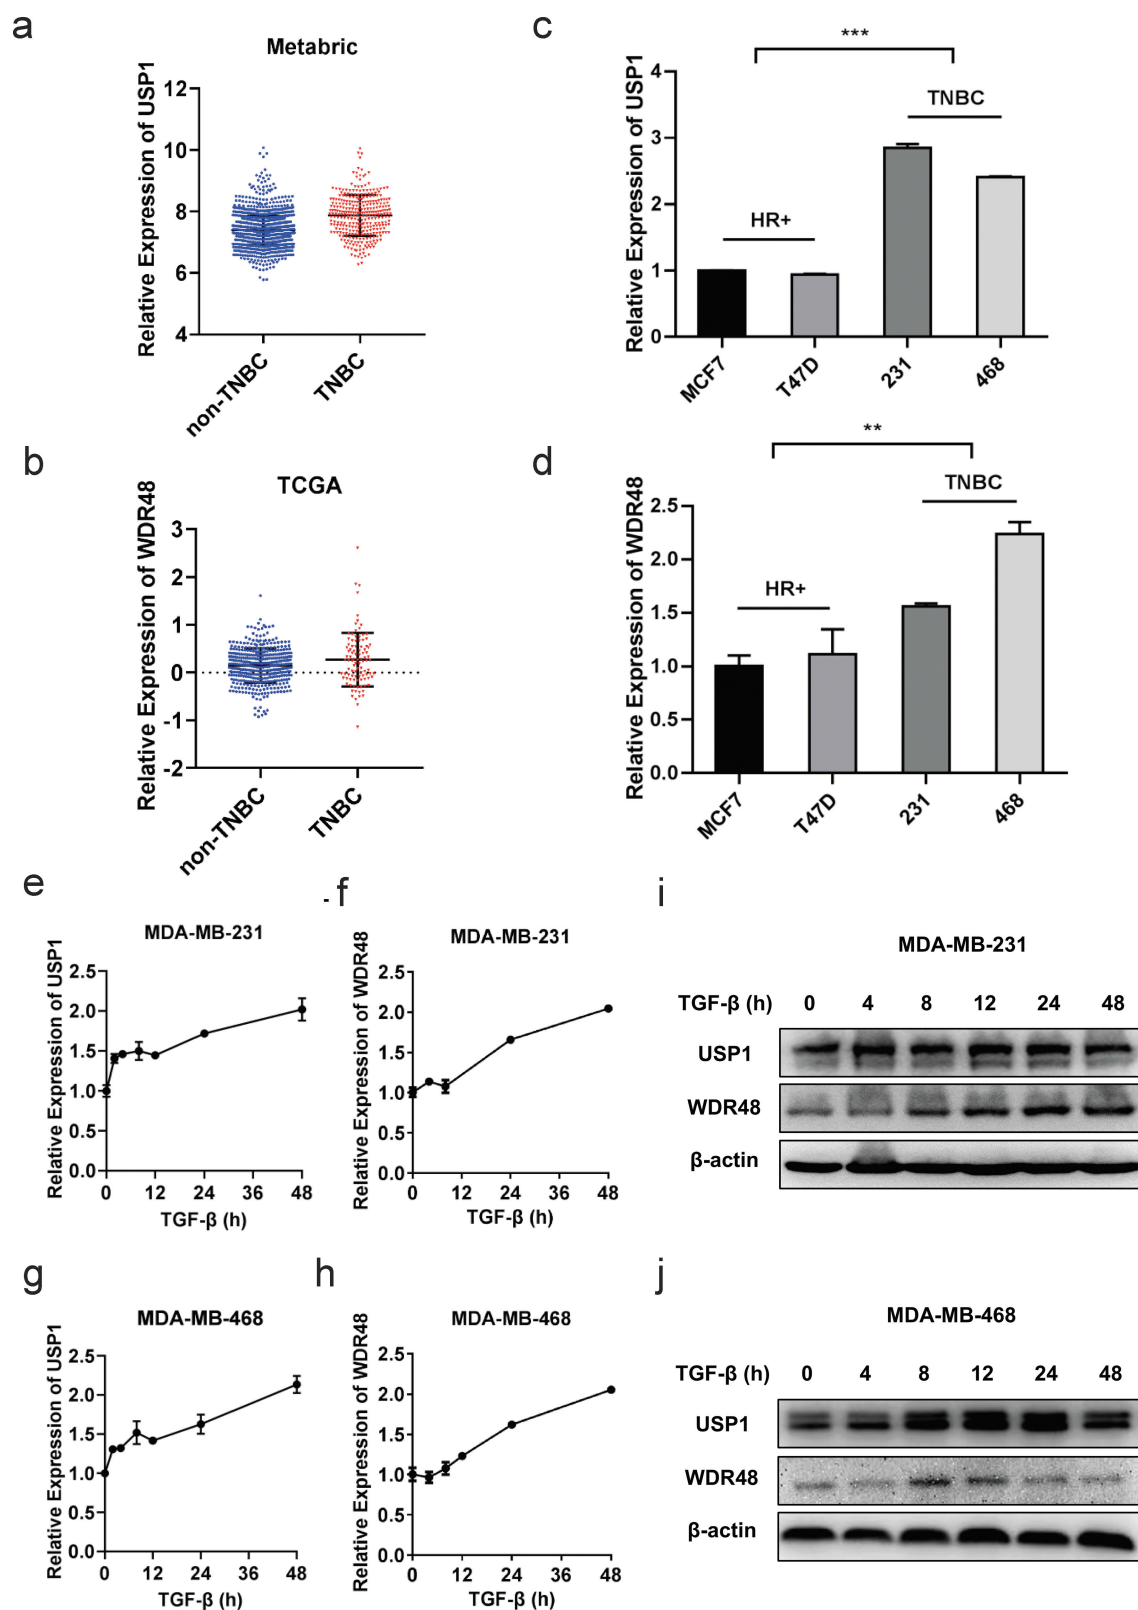 a
Metabric
Relative Expression of USP1
12
10
8
6
4
non-TNBC
TNBC
c
***
Relative Expression of USP1
4
3
2
1
0
TNBC
HR+
MCF7
T47D
231
468
b
TCGA
Relative Expression of WDR48
3
2
1
0
-1
-2
non-TNBC
TNBC
d
**
Relative Expression of WDR48
2.5
2.0
1.5
1.0
0.5
0.0
TNBC
HR+
MCF7
T47D
231
468
e
MDA-MB-231
Relative Expression of USP1
2.5
2.0
1.5
1.0
0.5
0.0
0 12 24 36 48
TGF-β (h)
- f
MDA-MB-231
Relative Expression of WDR48
2.5
2.0
1.5
1.0
0.5
0.0
0 12 24 36 48
TGF-β (h)
i
MDA-MB-231
TGF-β (h) 0 4 8 12 24 48
USP1
WDR48
β-actin
g
MDA-MB-468
Relative Expression of USP1
2.5
2.0
1.5
1.0
0.5
0.0
0 12 24 36 48
TGF-β (h)
h
MDA-MB-468
Relative Expression of WDR48
2.5
2.0
1.5
1.0
0.5
0.0
0 12 24 36 48
TGF-β (h)
j
MDA-MB-468
TGF-β (h) 0 4 8 12 24 48
USP1
WDR48
β-actin